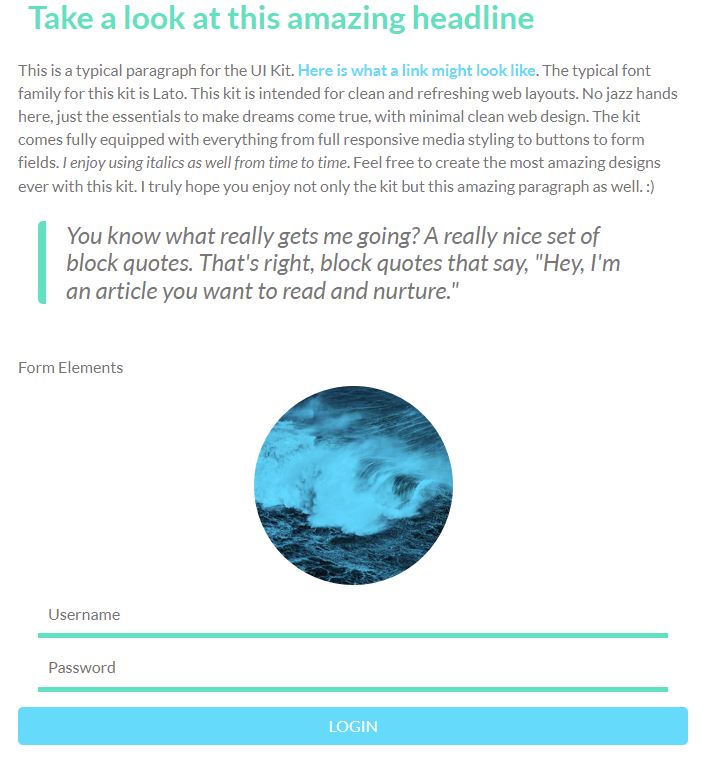 Take a look at this amazing headline
This is a typical paragraph for the UI Kit. Here is what a link might look like. The typical font
family for this kit is Lato. This kit is intended for clean and refreshing web layouts. No jazz hands
here, just the essentials to make dreams come true, with minimal clean web design. The kit
comes fully equipped with everything from full responsive media styling to buttons to form
fields. I enjoy using italics as well from time to time. Feel free to create the most amazing designs
ever with this kit. I truly hope you enjoy not only the kit but this amazing paragraph as well. :)
You know what really gets me going? A really nice set of
block quotes. That's right, block quotes that say, "Hey, I'm
an article you want to read and nurture."
Form Elements
Username
Password
LOGIN